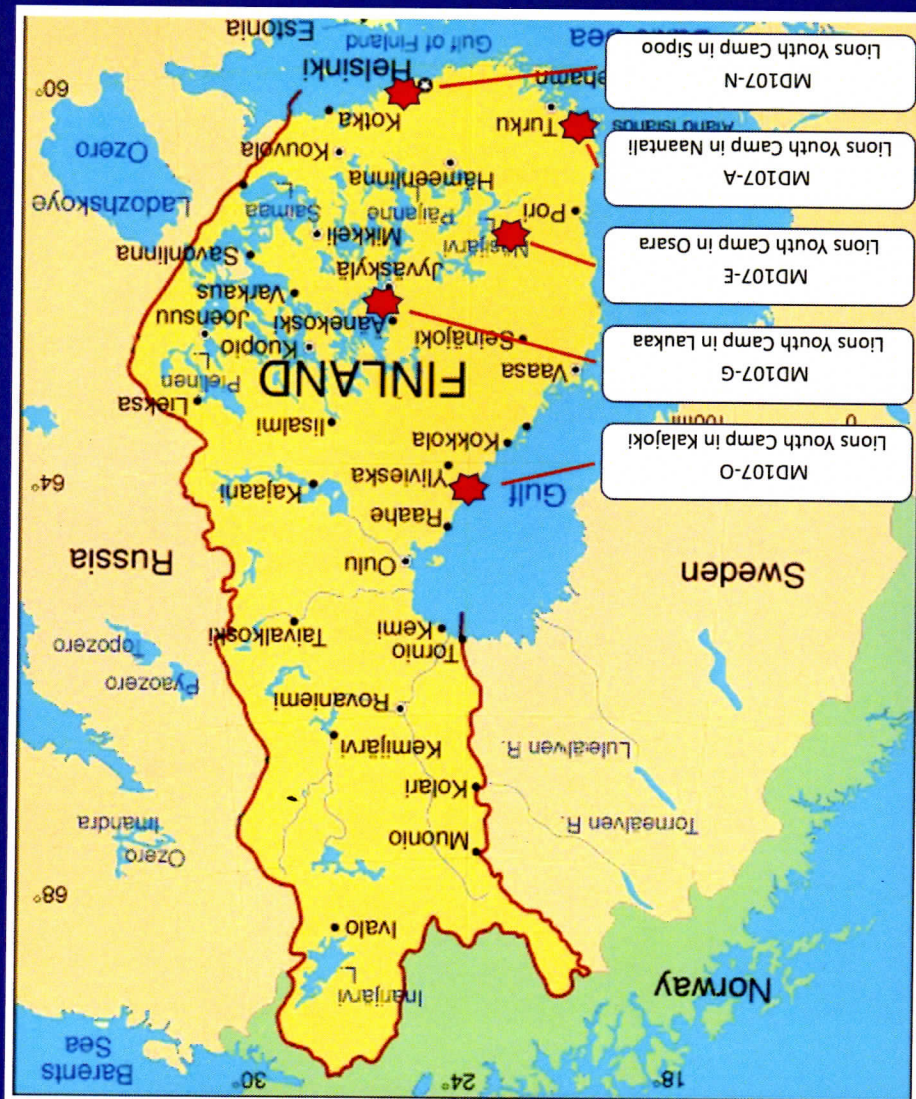 18°
24°
30°
Barents
Sea
Norway
Inarijärvi
L.
Ivalo
68°
Ozero
Imandra
Muonio
Torneälven R.
Kolari
Luleälven R.
Kemijärvi
Rovaniemi
Pyaozero
Topozero
Tornio
Kemi
Taivalkoski
Sweden
Russia
Oulu
Raahe
Gulf
Kajaani
64°
Ylivieska
MD107-O
Lions Youth Camp in Kalajoki
Kokkola
Iisalmi
0
100mi
Lieksa
FINLAND
Vaasa
Pielinen
L.
MD107-G
Lions Youth Camp in Laukaa
Seinäjoki
Kuopio
Joensuu
Äänekoski
Varkaus
Jyväskylä
Savonlinna
MD107-E
Lions Youth Camp in Osara
Näsijärvi
L.
Mikkeli
Pori
Päijänne
L.
Saimaa
L.
Ladozhskoye
Ozero
Hämeenlinna
MD107-A
Lions Youth Camp in Naantali
Kouvola
Åland Islands
Turku
Kotka
60°
MD107-N
Lions Youth Camp in Sipoo
Helsinki
Gulf of Finland
Sea
Estonia